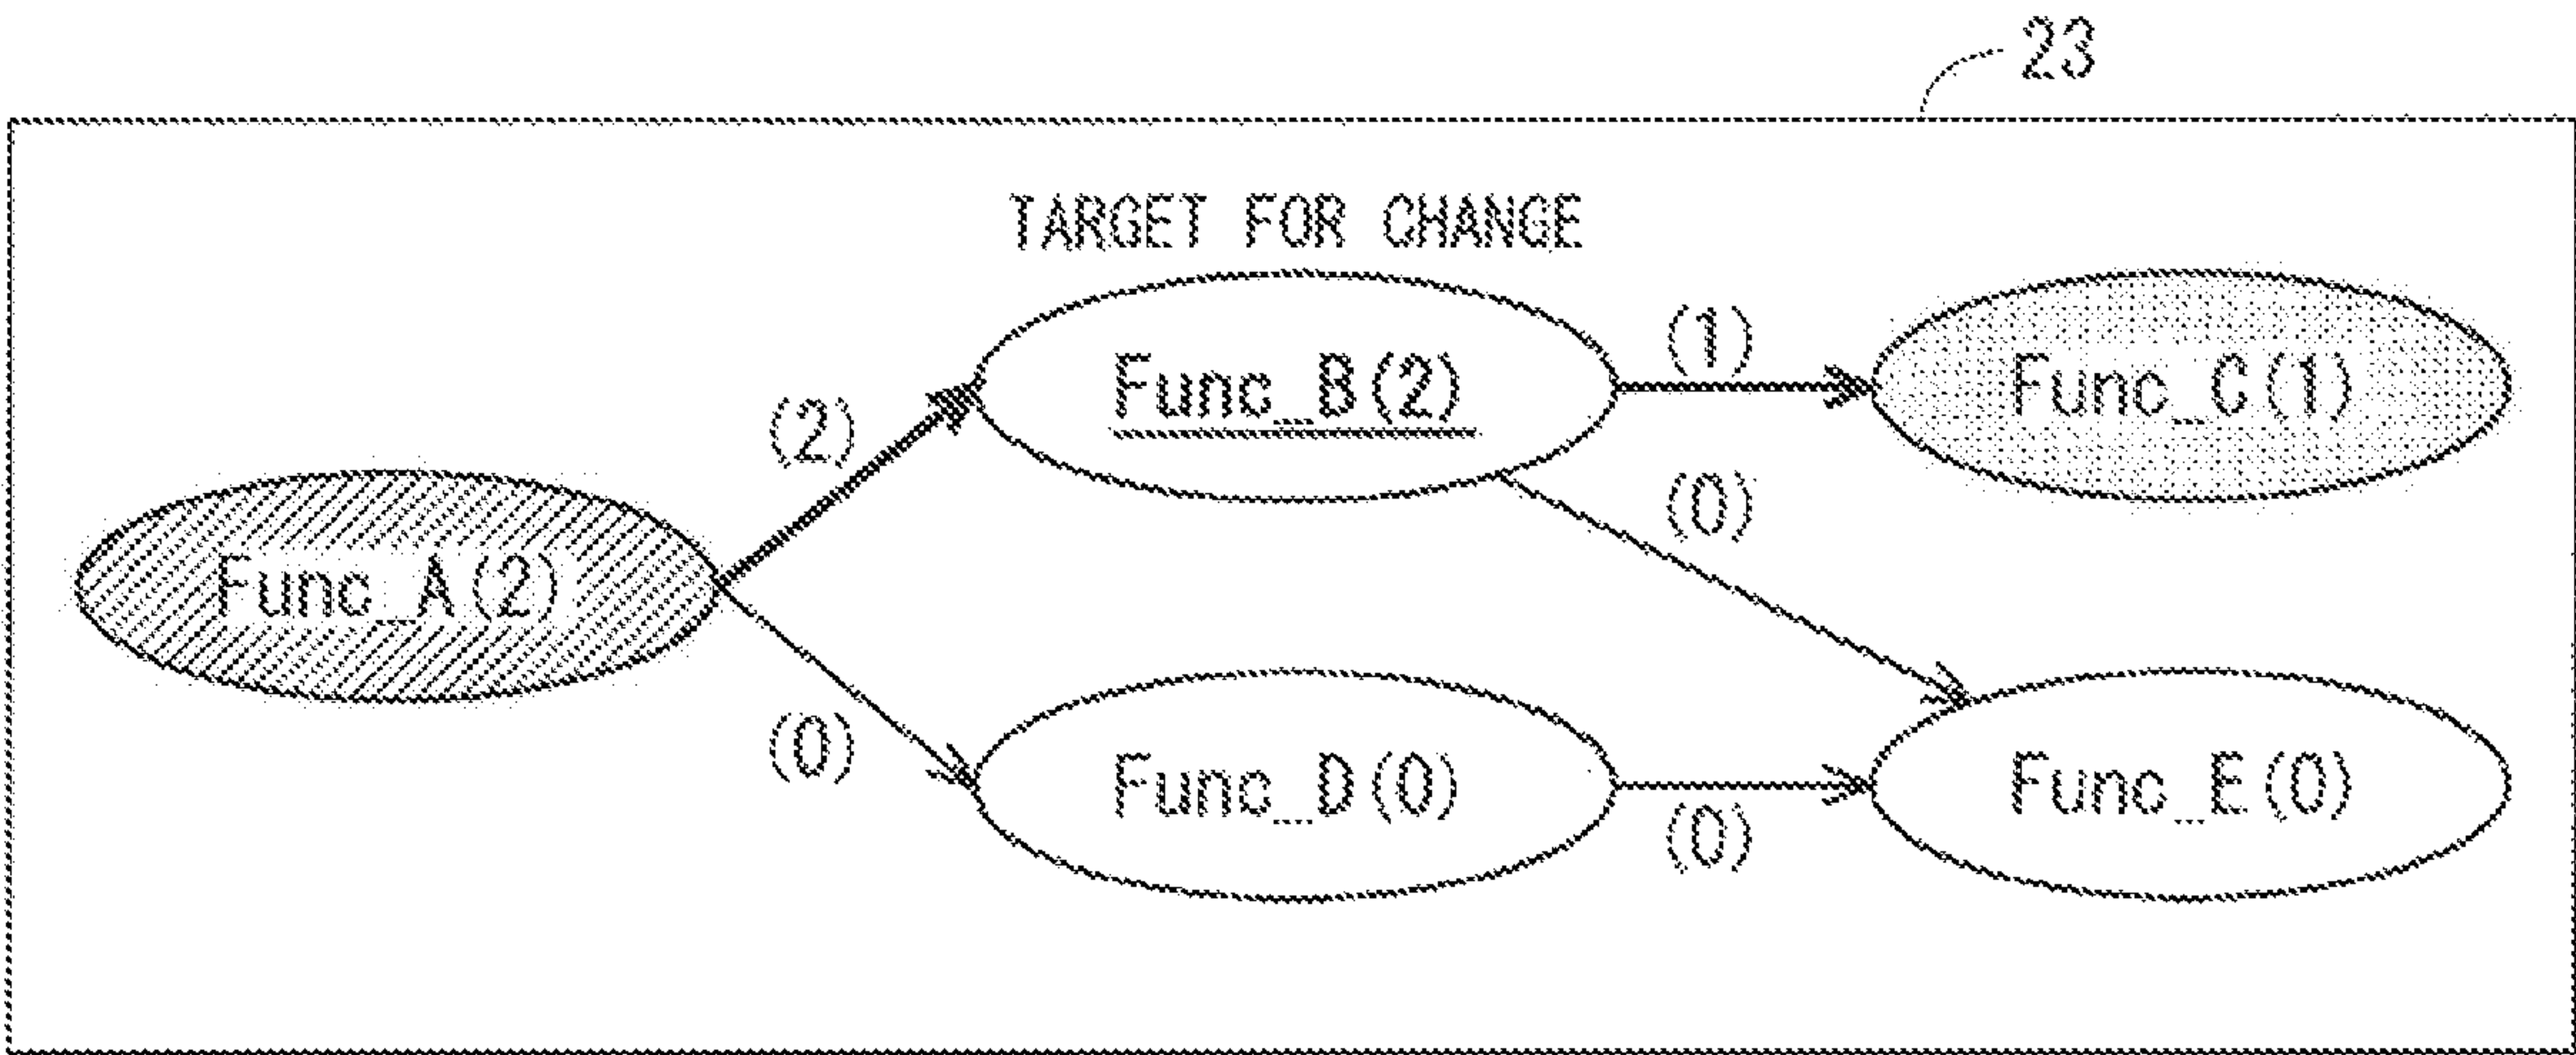 23
TARGET FOR CHANGE
(1)
Func_B(2)
Func_C(1)
(2)
(0)
Func_A(2)
(0)
Func_D(0)
Func_E(0)
(0)